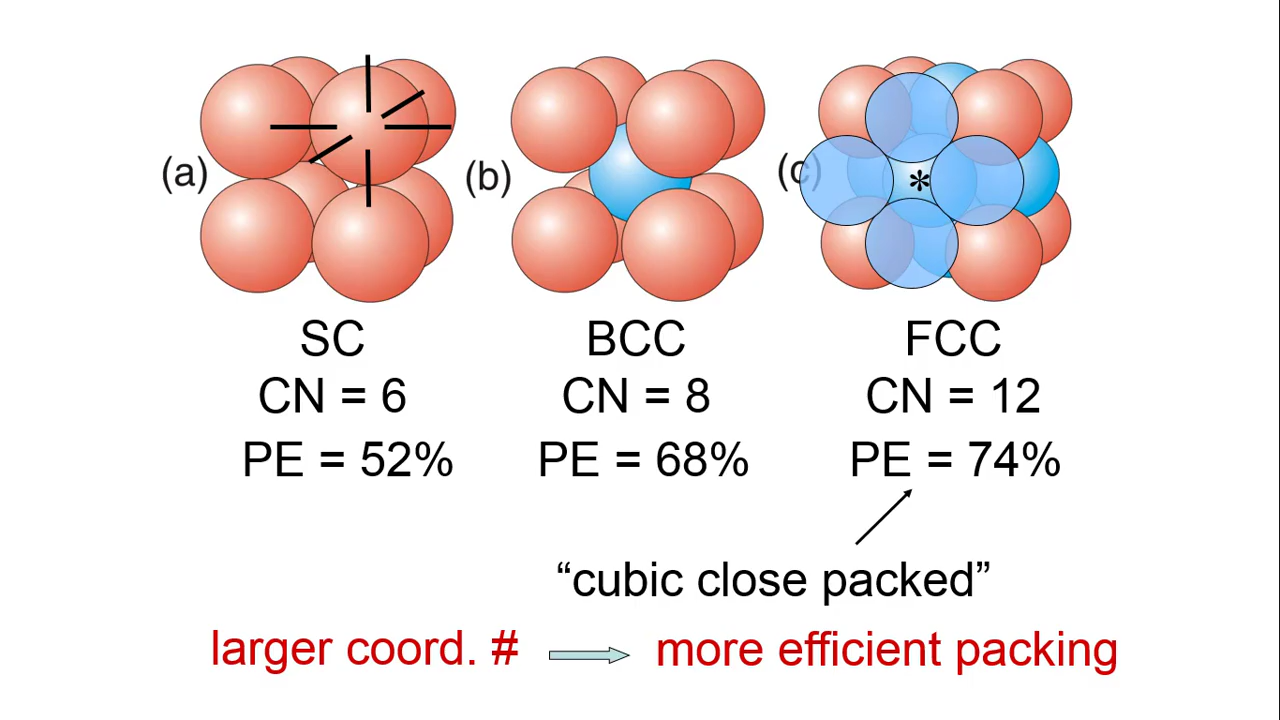 (a)
(b)
(c)
*
SC
BCC
FCC
CN = 6
CN = 8
CN = 12
PE = 52%
PE = 68%
PE = 74%
“cubic close packed”
larger coord. # more efficient packing